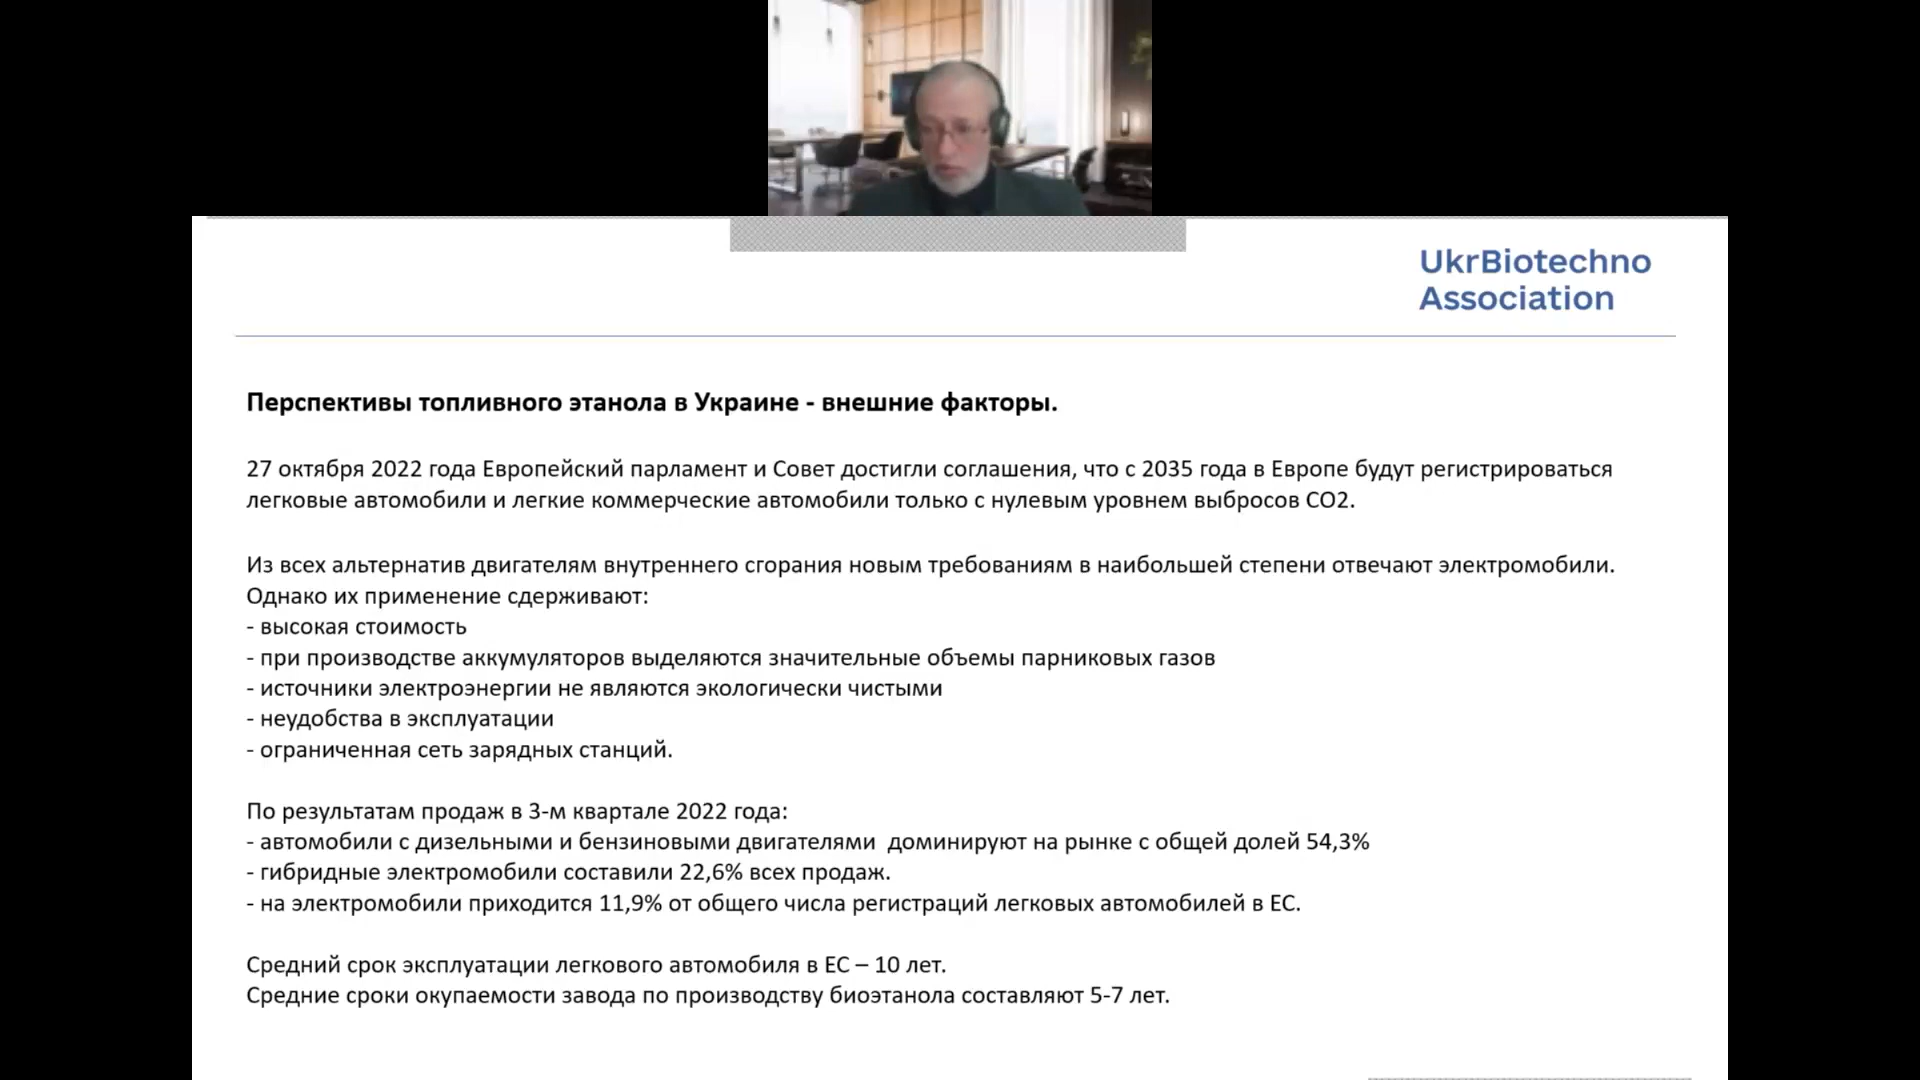 UkrBiotechno
Association
Перспективы топливного этанола в Украине - внешние факторы.
27 октября 2022 года Европейский парламент и Совет достигли соглашения, что с 2035 года в Европе будут регистрироваться
легковые автомобили и легкие коммерческие автомобили только с нулевым уровнем выбросов СО2.
Из всех альтернатив двигателям внутреннего сгорания новым требованиям в наибольшей степени отвечают электромобили.
Однако их применение сдерживают:
- высокая стоимость
- при производстве аккумуляторов выделяются значительные объемы парниковых газов
- источники электроэнергии не являются экологически чистыми
- неудобства в эксплуатации
- ограниченная сеть зарядных станций.
По результатам продаж в 3-м квартале 2022 года:
- автомобили с дизельными и бензиновыми двигателями  доминируют на рынке с общей долей 54,3%
- гибридные электромобили составили 22,6% всех продаж.
- на электромобили приходится 11,9% от общего числа регистраций легковых автомобилей в ЕС.
Средний срок эксплуатации легкового автомобиля в ЕС – 10 лет.
Средние сроки окупаемости завода по производству биоэтанола составляют 5-7 лет.